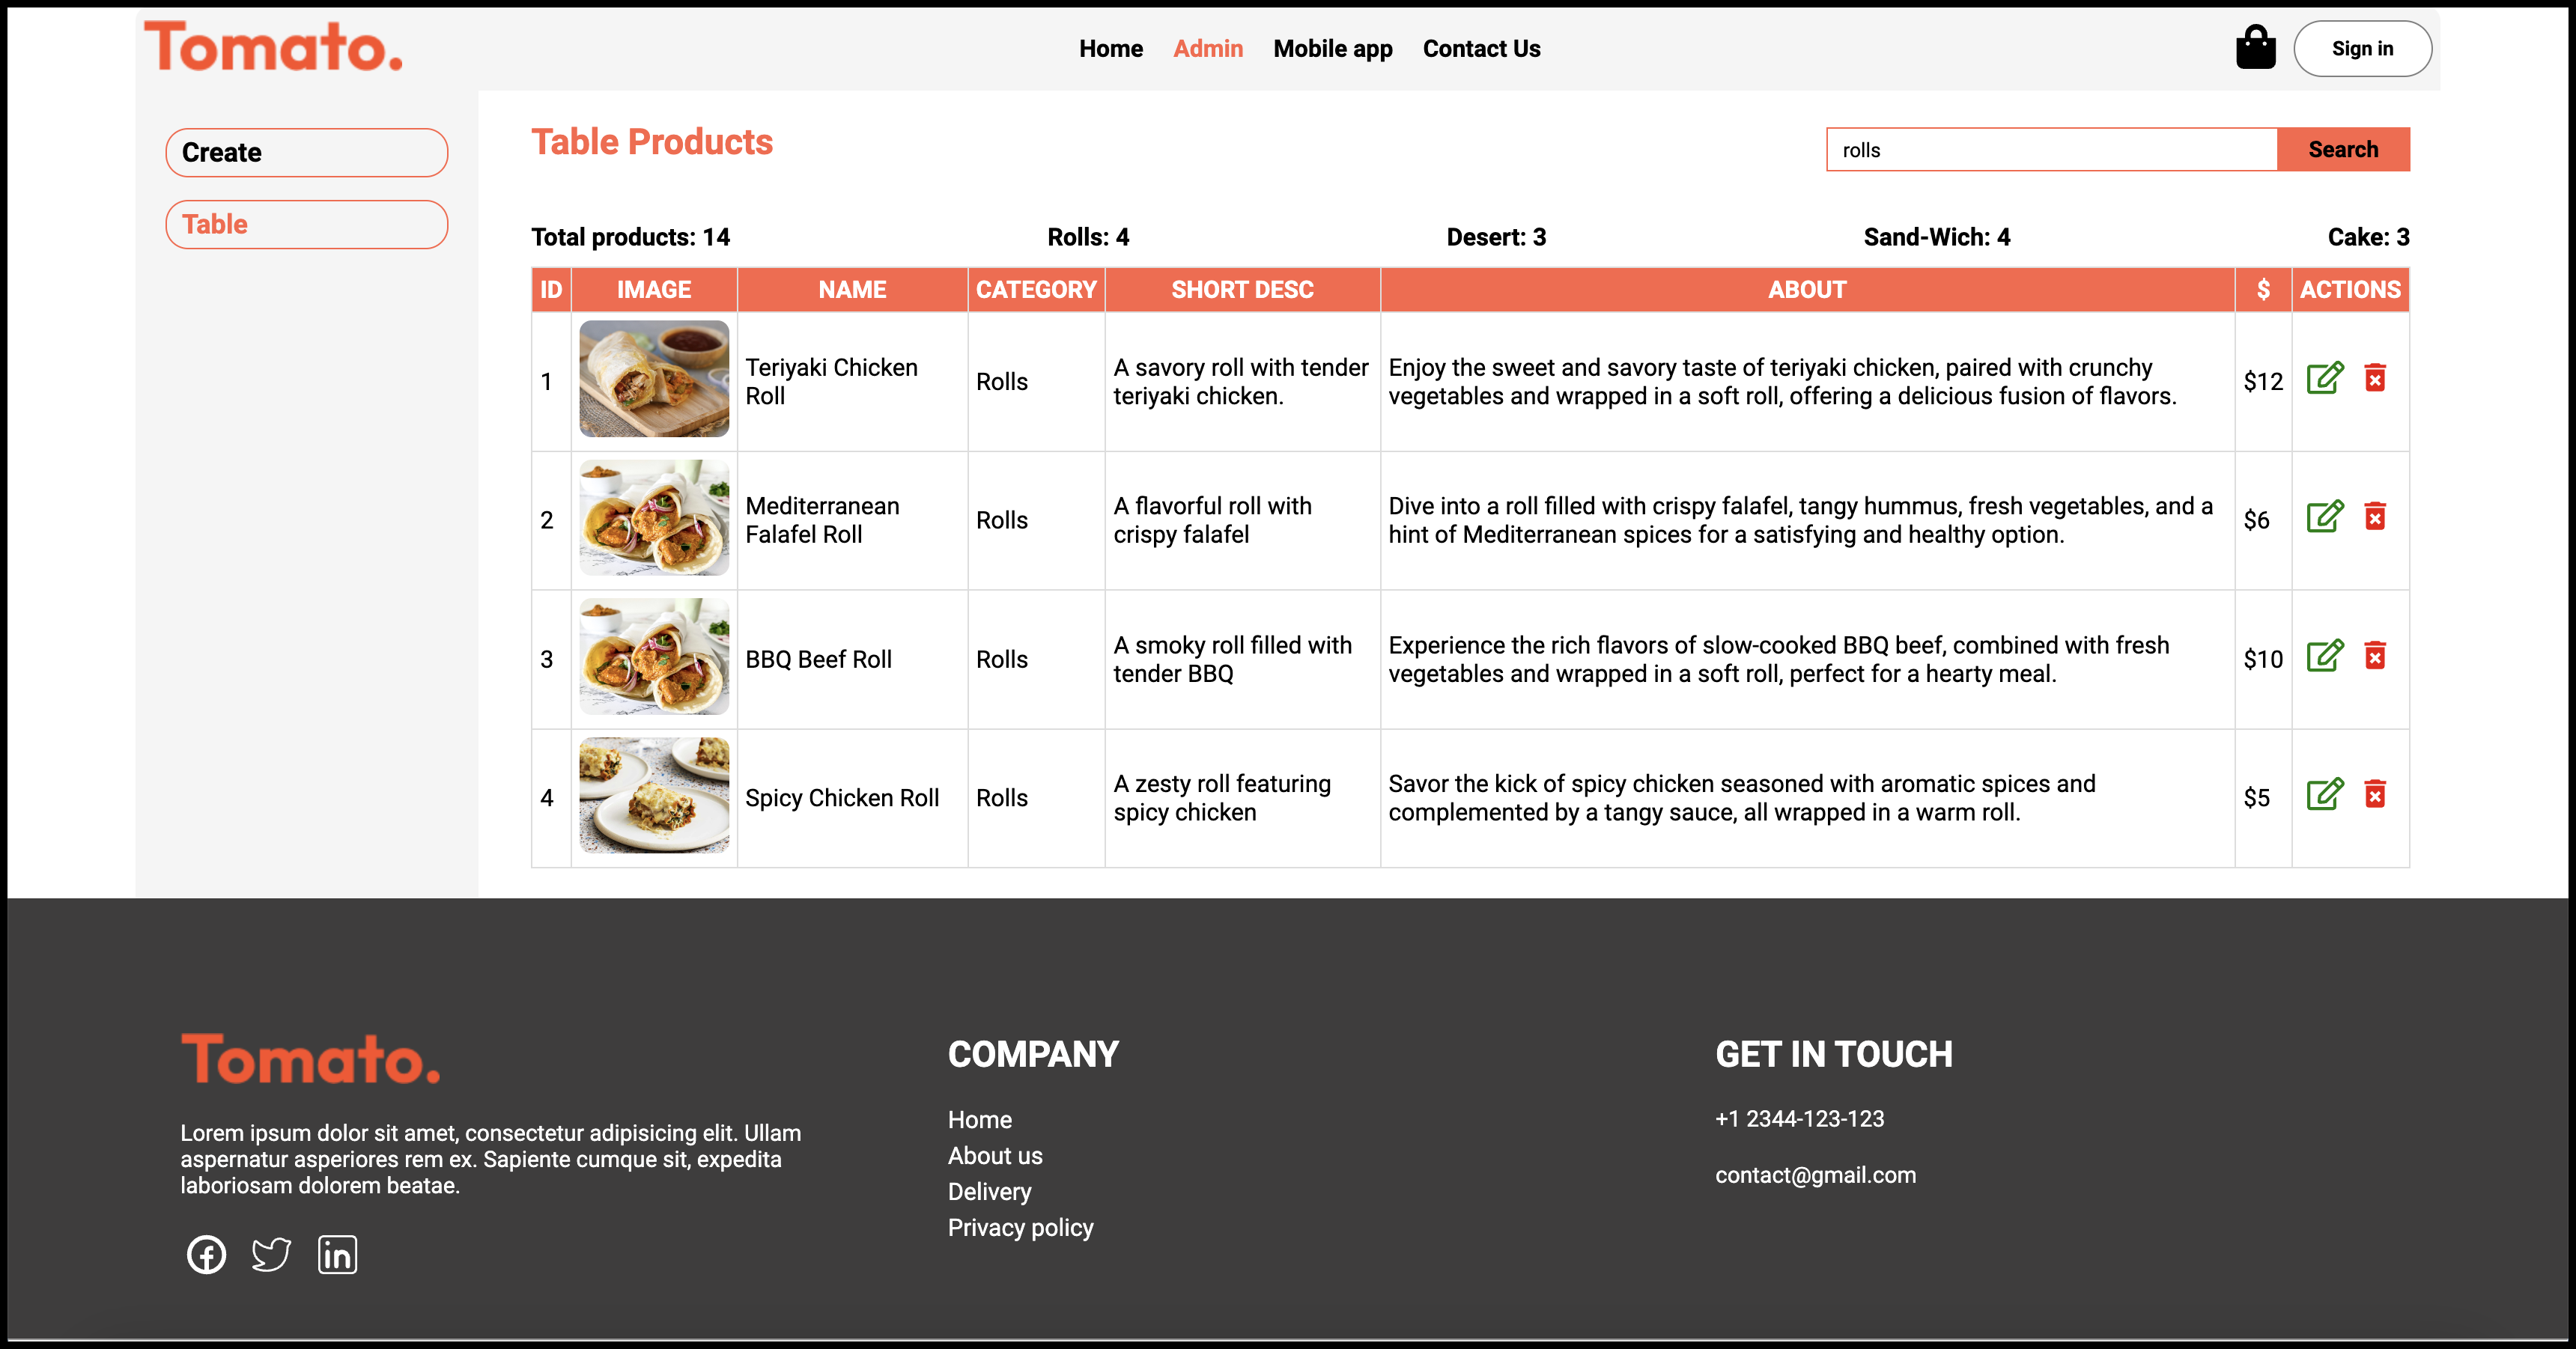 Tomato.
Home Admin Mobile app Contact Us
Sign in
Create
Table
Table Products
rolls
Search
Total products: 14 Rolls: 4 Desert: 3 Sand-Wich: 4 Cake: 3
ID IMAGE NAME CATEGORY SHORT DESC ABOUT $ ACTIONS
1
Teriyaki Chicken
Roll
Rolls
A savory roll with tender
teriyaki chicken.
Enjoy the sweet and savory taste of teriyaki chicken, paired with crunchy
vegetables and wrapped in a soft roll, offering a delicious fusion of flavors.
$12
2
Mediterranean
Falafel Roll
Rolls
A flavorful roll with
crispy falafel
Dive into a roll filled with crispy falafel, tangy hummus, fresh vegetables, and a
hint of Mediterranean spices for a satisfying and healthy option.
$6
3
BBQ Beef Roll
Rolls
A smoky roll filled with
tender BBQ
Experience the rich flavors of slow-cooked BBQ beef, combined with fresh
vegetables and wrapped in a soft roll, perfect for a hearty meal.
$10
4
Spicy Chicken Roll
Rolls
A zesty roll featuring
spicy chicken
Savor the kick of spicy chicken seasoned with aromatic spices and
complemented by a tangy sauce, all wrapped in a warm roll.
$5
Tomato.
Lorem ipsum dolor sit amet, consectetur adipisicing elit. Ullam
aspernatur asperiores rem ex. Sapiente cumque sit, expedita
laboriosam dolorem beatae.
in
COMPANY
Home
About us
Delivery
Privacy policy
GET IN TOUCH
+1 2344-123-123
contact@gmail.com